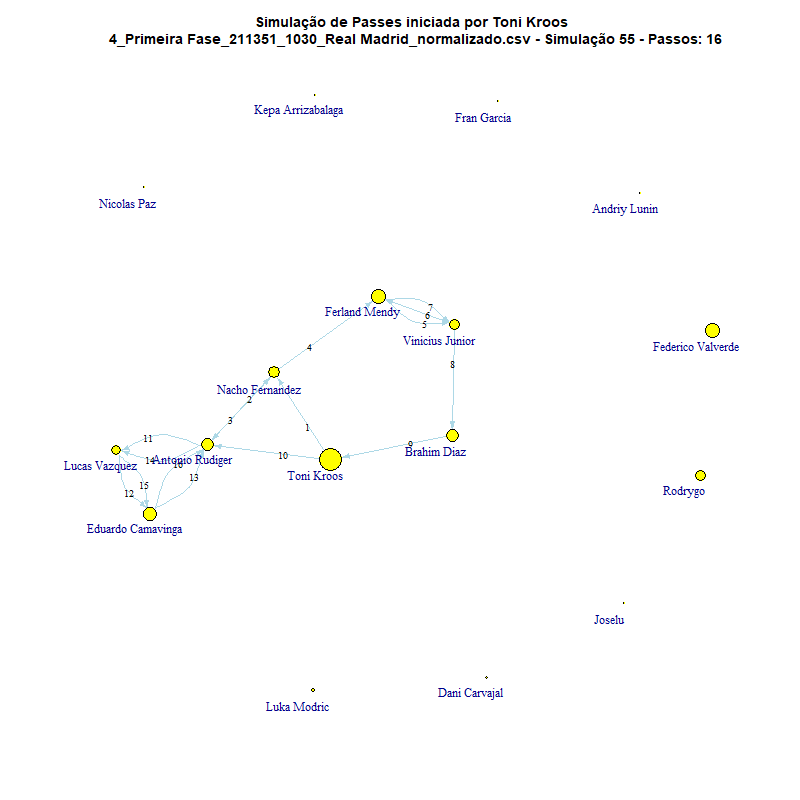 Simulação de Passes iniciada por Toni Kroos
4_Primeira Fase_211351_1030_Real Madrid_normalizado.csv - Simulação 55 - Passos: 16
Kepa Arrizabalaga
Fran Garcia
Nicolas Paz
Andriy Lunin
7
Ferland Mendy
6
5
Vinicius Junior
Federico Valverde
4
8
Nacho Fernandez
2
3
1
11
9
Brahim Diaz
10
14
Antonio Rudiger
Lucas Vazquez
16
Toni Kroos
13
15
12
Rodrygo
Eduardo Camavinga
Joselu
Dani Carvajal
Luka Modric